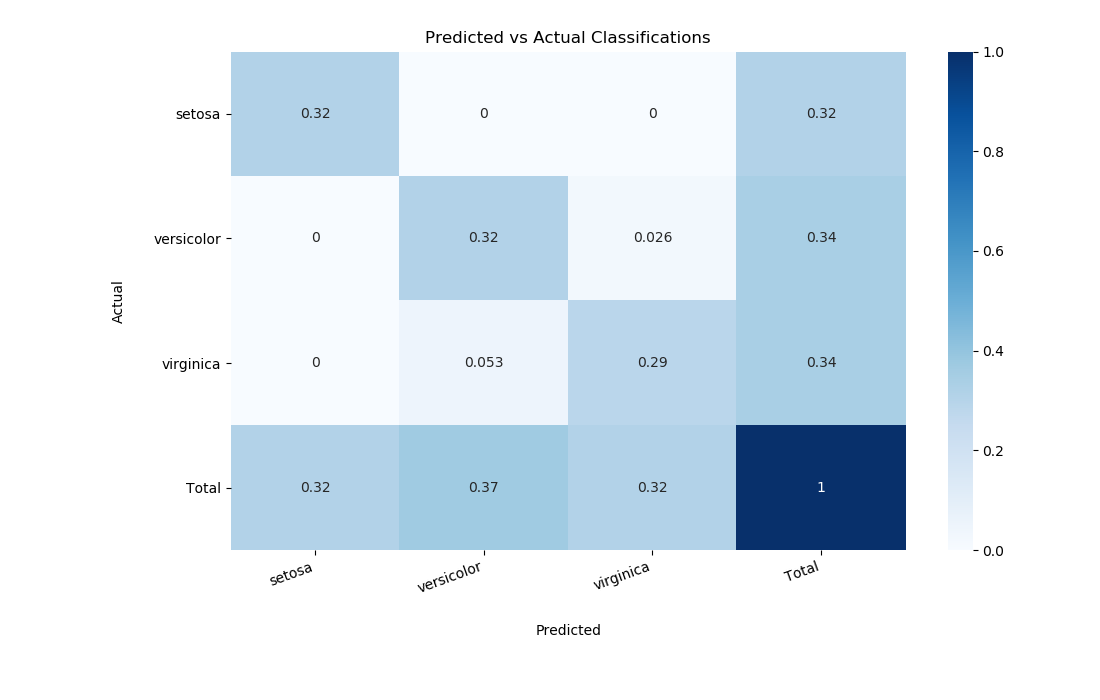 Predicted vs Actual Classifications
setosa 0.32 0 0 0.32
versicolor 0 0.32 0.026 0.34
virginica 0 0.053 0.29 0.34
Total 0.32 0.37 0.32 1
setosa versicolor virginica Total
Predicted
Actual
1.0
0.8
0.6
0.4
0.2
0.0